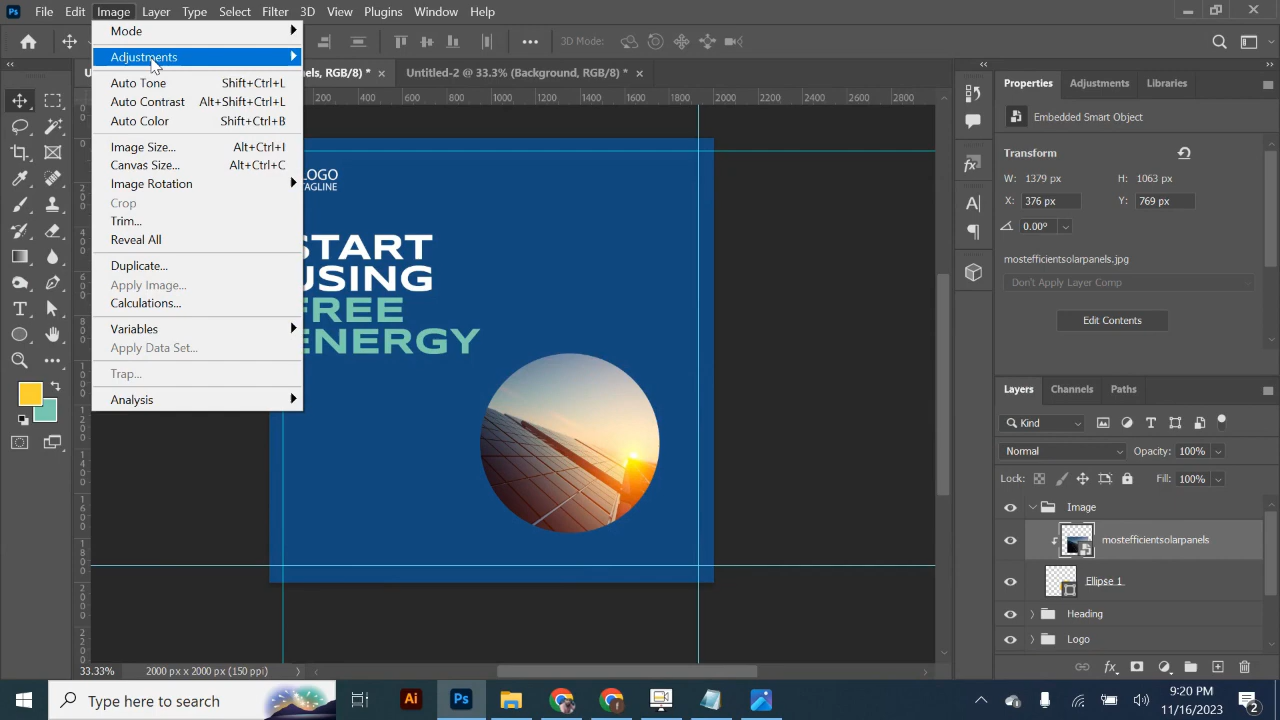 Ps File Edit Image Layer Type Select Filter 3D View Plugins Window Help
3D Mode:
Mode
Adjustments
Auto Tone Shift+Ctrl+L
Auto Contrast Alt+Shift+Ctrl+L
Auto Color Shift+Ctrl+B
Image Size... Alt+Ctrl+I
Canvas Size... Alt+Ctrl+C
Image Rotation
Crop
Trim...
Reveal All
Duplicate...
Apply Image...
Calculations...
Variables
Apply Data Set...
Trap...
Analysis
nels, RGB/8) * ×
Untitled-2 @ 33.3% (Background, RGB/8) * ×
200 400 600 800 1000 1200 1400 1600 1800 2000 2200 2400 2600 2800
LOGO
TAGLINE
START
USING
FREE
ENERGY
33.33% 2000 px x 2000 px (150 ppi)
Properties Adjustments Libraries
Embedded Smart Object
Transform
W: 1379 px H: 1063 px
X: 376 px Y: 769 px
0.00°
mostefficientsolarpanels.jpg
Don't Apply Layer Comp
Edit Contents
Layers Channels Paths
Kind
Normal Opacity: 100%
Lock: Fill: 100%
Image
mostefficientsolarpanels
Ellipse 1
Heading
Logo
Type here to search
Ai Ps
9:20 PM
11/16/2023
2